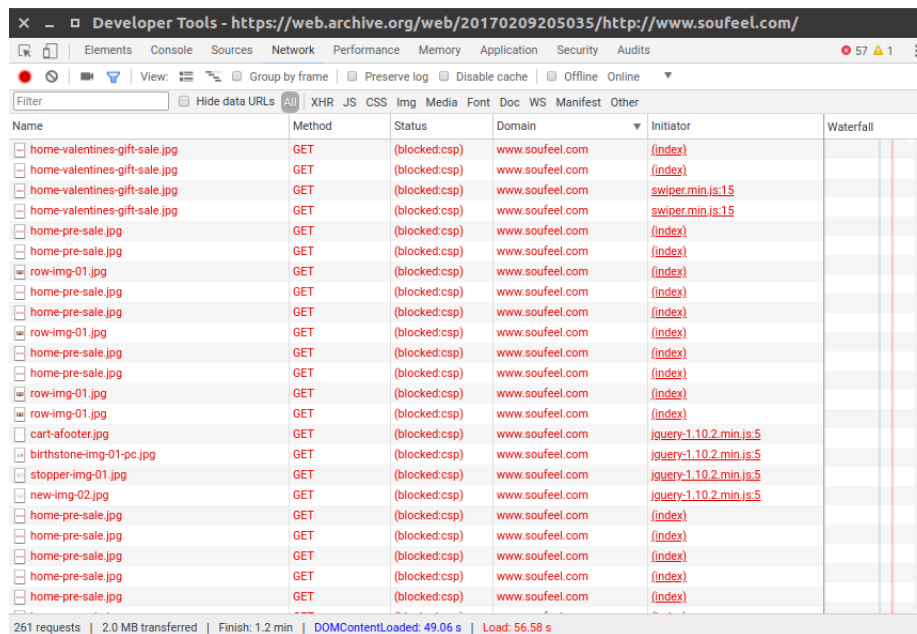 Developer Tools - https://web.archive.org/web/20170209205035/http://www.soufeel.com/
Elements Console Sources Network Performance Memory Application Security Audits 57 1
View: Group by frame Preserve log Disable cache Offline Online
Filter Hide data URLs All XHR JS CSS Img Media Font Doc WS Manifest Other
Name Method Status Domain Initiator Waterfall
home-valentines-gift-sale.jpg GET (blocked:csp) www.soufeel.com (index)
home-valentines-gift-sale.jpg GET (blocked:csp) www.soufeel.com (index)
home-valentines-gift-sale.jpg GET (blocked:csp) www.soufeel.com swiper.min.js:15
home-valentines-gift-sale.jpg GET (blocked:csp) www.soufeel.com swiper.min.js:15
home-pre-sale.jpg GET (blocked:csp) www.soufeel.com (index)
home-pre-sale.jpg GET (blocked:csp) www.soufeel.com (index)
row-img-01.jpg GET (blocked:csp) www.soufeel.com (index)
home-pre-sale.jpg GET (blocked:csp) www.soufeel.com (index)
home-pre-sale.jpg GET (blocked:csp) www.soufeel.com (index)
row-img-01.jpg GET (blocked:csp) www.soufeel.com (index)
home-pre-sale.jpg GET (blocked:csp) www.soufeel.com (index)
home-pre-sale.jpg GET (blocked:csp) www.soufeel.com (index)
row-img-01.jpg GET (blocked:csp) www.soufeel.com (index)
row-img-01.jpg GET (blocked:csp) www.soufeel.com (index)
cart-afooter.jpg GET (blocked:csp) www.soufeel.com jquery-1.10.2.min.js:5
birthstone-img-01-pc.jpg GET (blocked:csp) www.soufeel.com jquery-1.10.2.min.js:5
stopper-img-01.jpg GET (blocked:csp) www.soufeel.com jquery-1.10.2.min.js:5
new-img-02.jpg GET (blocked:csp) www.soufeel.com jquery-1.10.2.min.js:5
home-pre-sale.jpg GET (blocked:csp) www.soufeel.com (index)
home-pre-sale.jpg GET (blocked:csp) www.soufeel.com (index)
home-pre-sale.jpg GET (blocked:csp) www.soufeel.com (index)
home-pre-sale.jpg GET (blocked:csp) www.soufeel.com (index)
home-pre-sale.jpg GET (blocked:csp) www.soufeel.com (index)
261 requests | 2.0 MB transferred | Finish: 1.2 min | DOMContentLoaded: 49.06 s | Load: 56.58 s